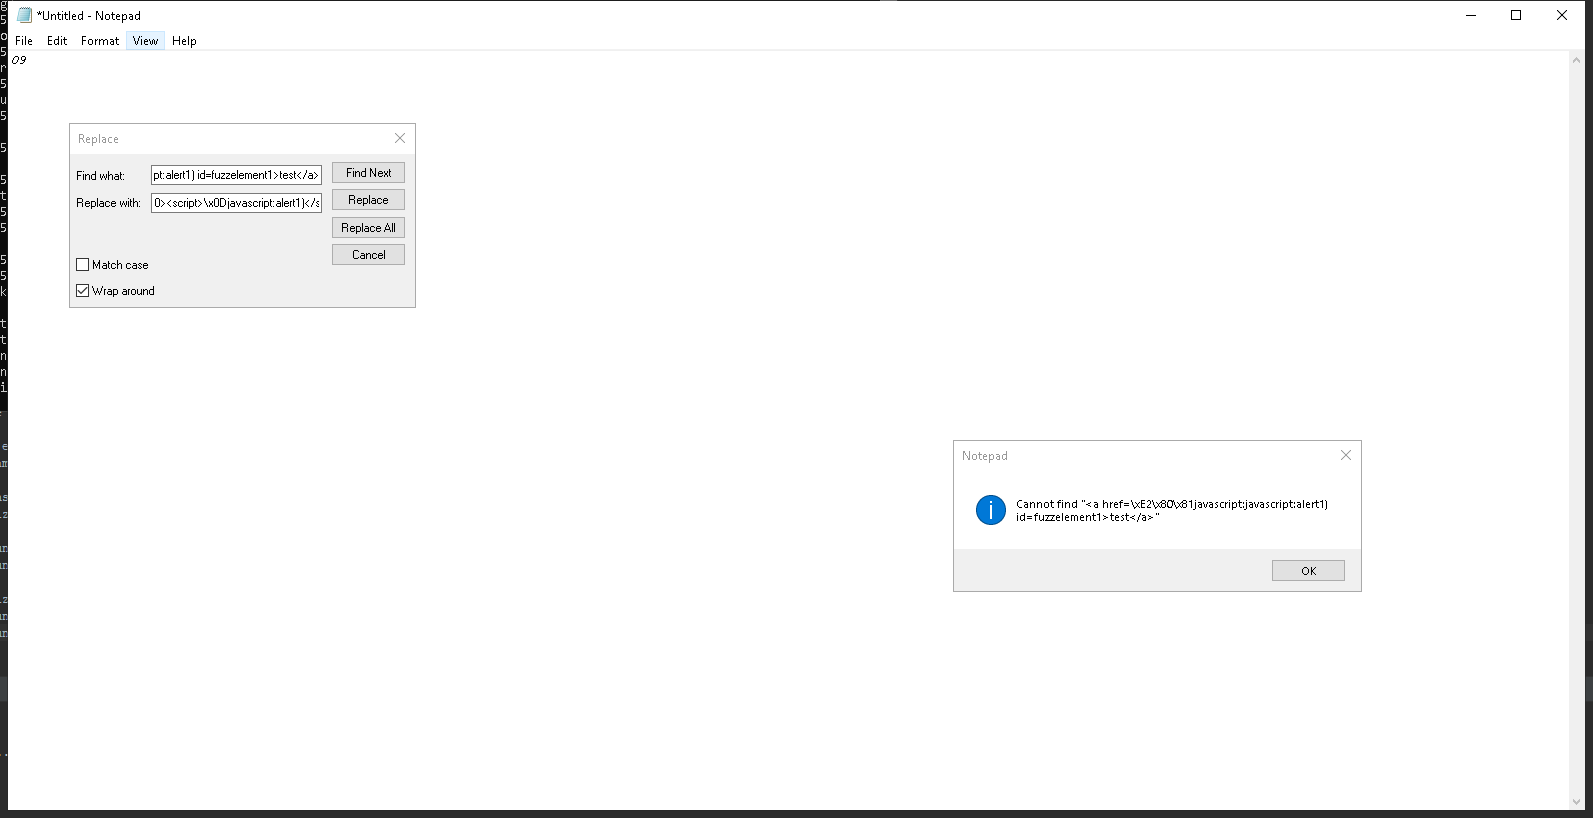 *Untitled - Notepad
File Edit Format View Help
09
Replace
Find what: pt:alert1) id=fuzzelement1>test</a> Find Next
Replace with: 0><script>\x0Djavascript:alert1)</s Replace
Replace All
Cancel
Match case
Wrap around
Notepad
Cannot find "<a href=\xE2\x80\x81javascript:javascript:alert1)
id=fuzzelement1>test</a>"
OK